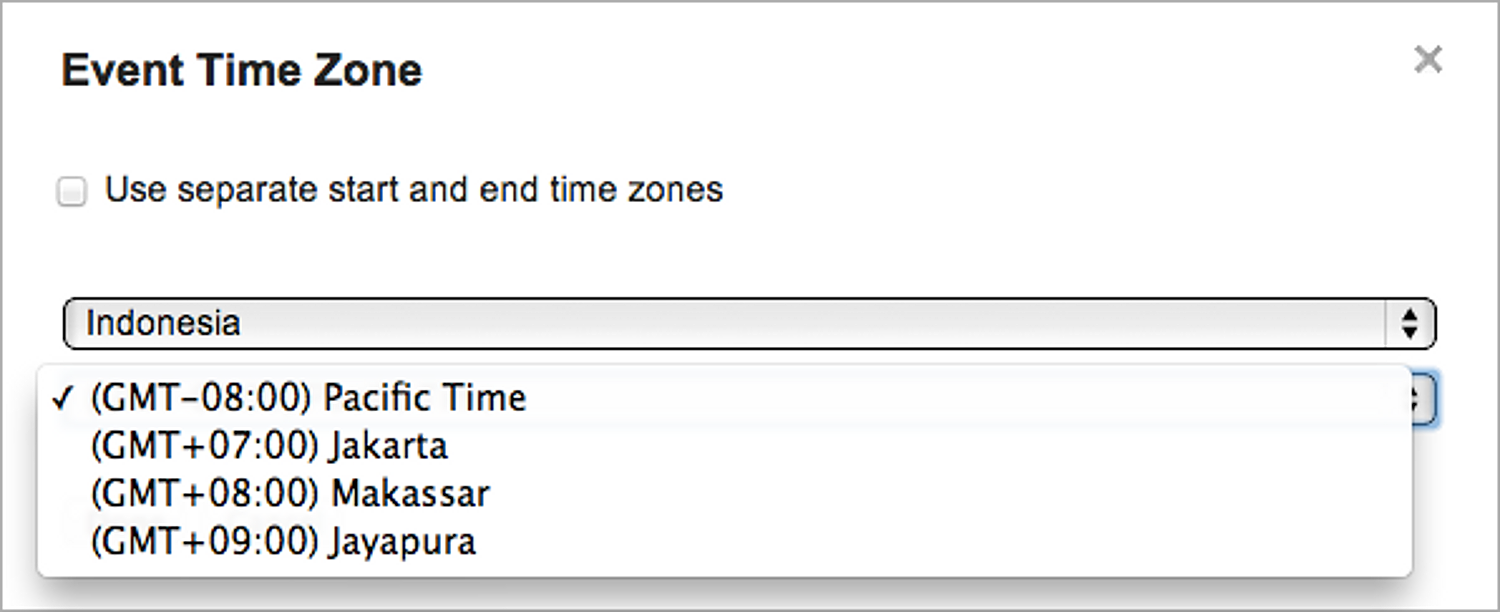 Event Time Zone
Use separate start and end time zones
Indonesia
(GMT-08:00) Pacific Time
(GMT+07:00) Jakarta
(GMT+08:00) Makassar
(GMT+09:00) Jayapura